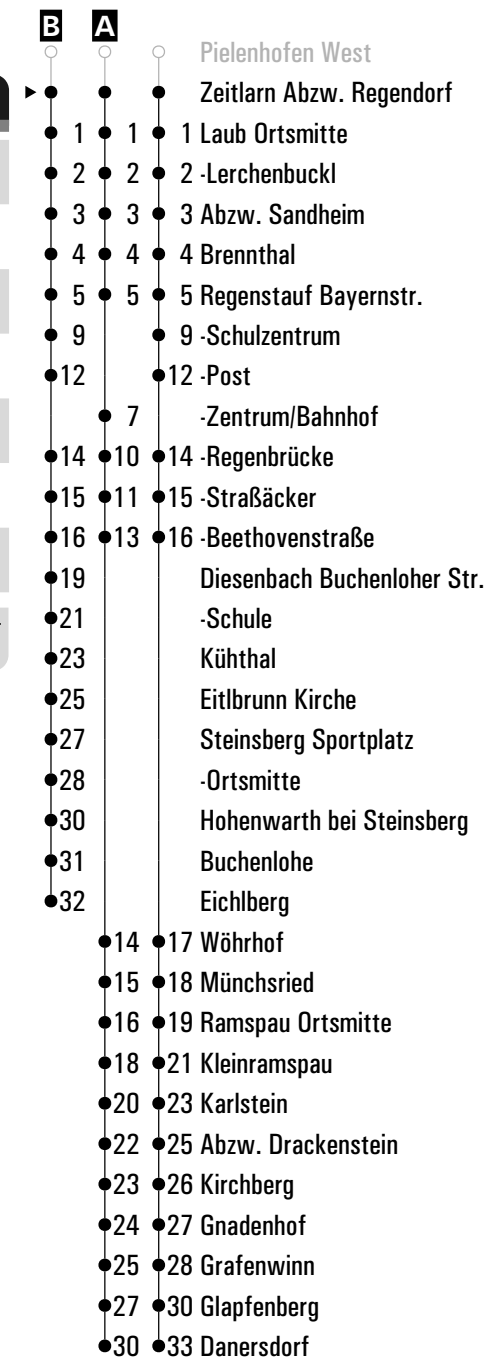 B A
Pielenhofen West
Zeitlarn Abzw. Regendorf
1 1 1 Laub Ortsmitte
2 2 2 -Lerchenbuckl
3 3 3 Abzw. Sandheim
4 4 4 Brennthal
5 5 5 Regenstauf Bayernstr.
9 9 -Schulzentrum
12 12 -Post
7 -Zentrum/Bahnhof
14 10 14 -Regenbrücke
15 11 15 -Straßäcker
16 13 16 -Beethovenstraße
19 Diesenbach Buchenloher Str.
21 -Schule
23 Kühthal
25 Eitlbrunn Kirche
27 Steinsberg Sportplatz
28 -Ortsmitte
30 Hohenwarth bei Steinsberg
31 Buchenlohe
32 Eichlberg
14 17 Wöhrhof
15 18 Münchsried
16 19 Ramspau Ortsmitte
18 21 Kleinramspau
20 23 Karlstein
22 25 Abzw. Drackenstein
23 26 Kirchberg
24 27 Gnadenhof
25 28 Grafenwinn
27 30 Glapfenberg
30 33 Danersdorf